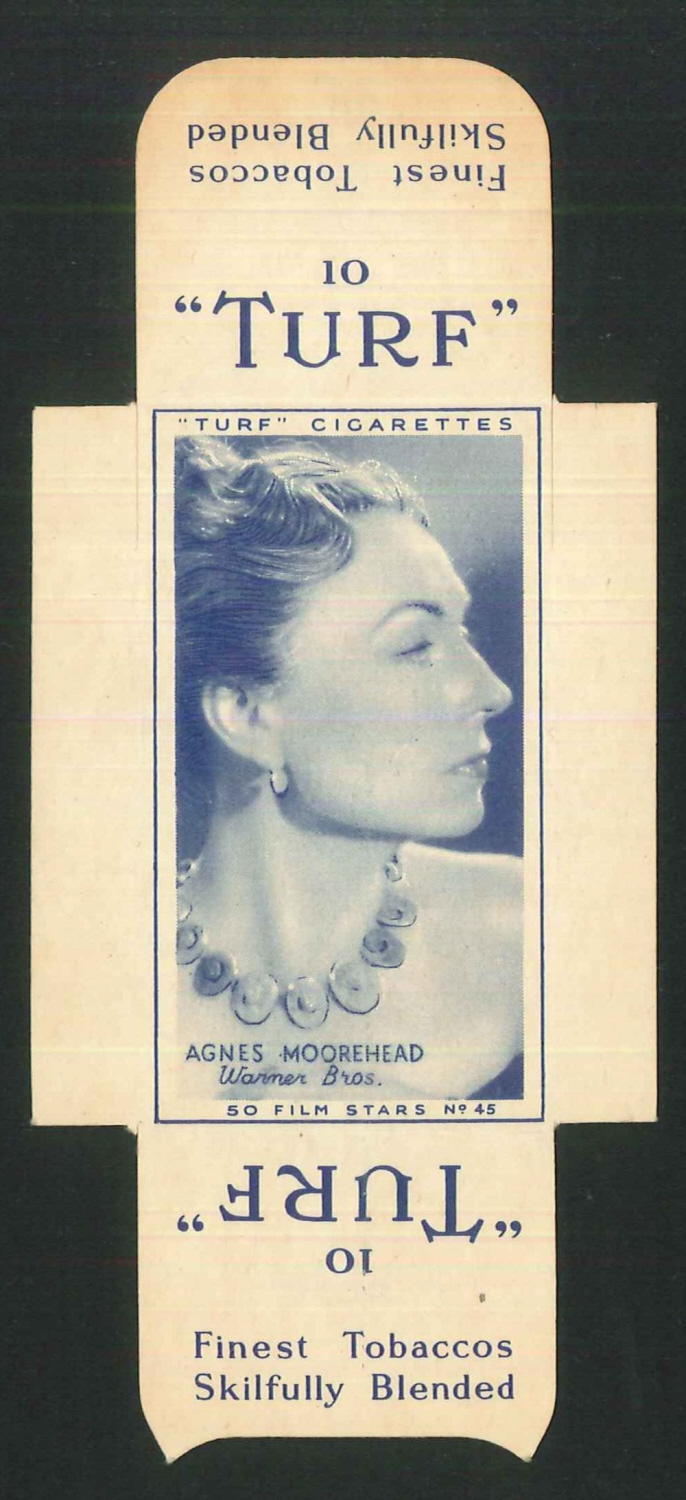 Finest Tobaccos
Skilfully Blended
10
"TURF"
"TURF" CIGARETTES
AGNES MOOREHEAD
Warner Bros.
50 FILM STARS Nº 45
"TURF"
10
Finest Tobaccos
Skilfully Blended